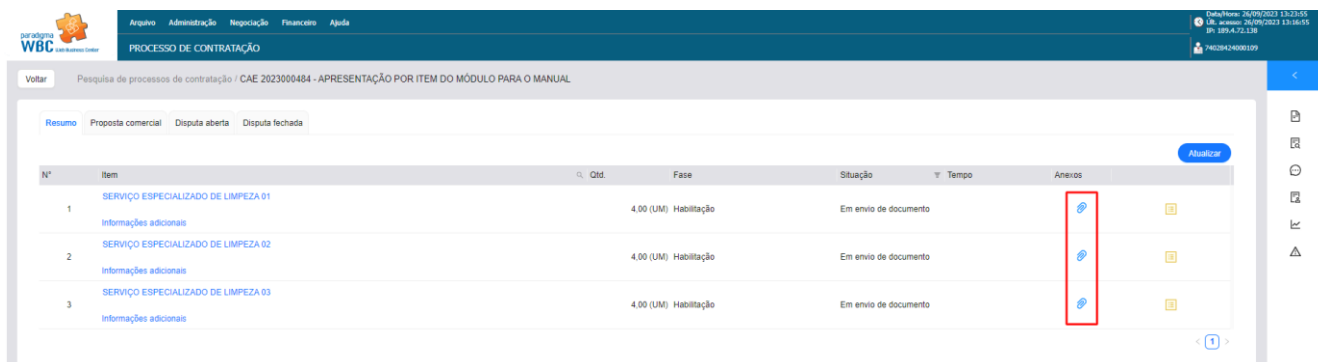 paradigma
WBC Web Business Center
Arquivo Administração Negociação Financeiro Ajuda
Data/Hora: 26/09/2023 13:23:55
Últ. acesso: 26/09/2023 13:16:55
IP: 189.4.72.138
PROCESSO DE CONTRATAÇÃO
74028424000109
Voltar Pesquisa de processos de contratação / CAE 2023000484 - APRESENTAÇÃO POR ITEM DO MÓDULO PARA O MANUAL
Resumo Proposta comercial Disputa aberta Disputa fechada
Atualizar
N° Item Qtd. Fase Situação Tempo Anexos
SERVIÇO ESPECIALIZADO DE LIMPEZA 01
1 4,00 (UM) Habilitação Em envio de documento
Informações adicionais
SERVIÇO ESPECIALIZADO DE LIMPEZA 02
2 4,00 (UM) Habilitação Em envio de documento
Informações adicionais
SERVIÇO ESPECIALIZADO DE LIMPEZA 03
3 4,00 (UM) Habilitação Em envio de documento
Informações adicionais
< 1 >